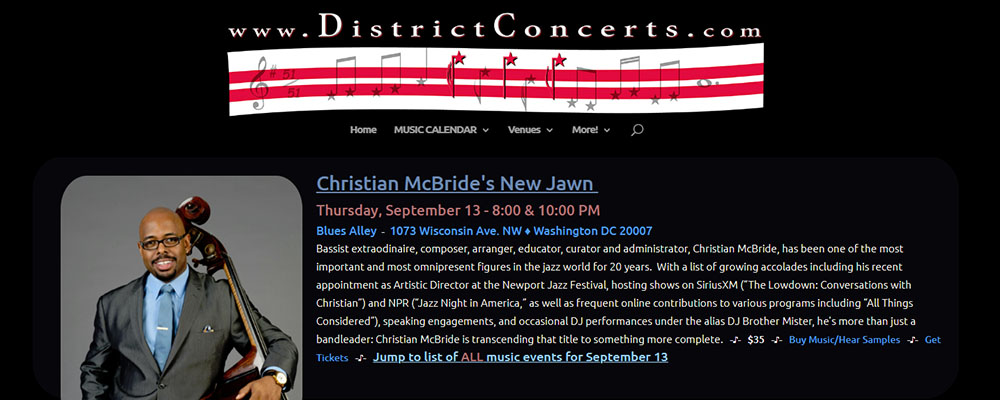 www.DistrictConcerts.com
51
51
Home MUSIC CALENDAR Venues More!
Christian McBride's New Jawn
Thursday, September 13 - 8:00 & 10:00 PM
Blues Alley - 1073 Wisconsin Ave. NW ♦ Washington DC 20007
Bassist extraodinaire, composer, arranger, educator, curator and administrator, Christian McBride, has been one of the most
important and most omnipresent figures in the jazz world for 20 years. With a list of growing accolades including his recent
appointment as Artistic Director at the Newport Jazz Festival, hosting shows on SiriusXM ("The Lowdown: Conversations with
Christian") and NPR ("Jazz Night in America," as well as frequent online contributions to various programs including "All Things
Considered"), speaking engagements, and occasional DJ performances under the alias DJ Brother Mister, he's more than just a
bandleader: Christian McBride is transcending that title to something more complete. -♪- $35 -♪- Buy Music/Hear Samples -♪- Get
Tickets -♪- Jump to list of ALL music events for September 13